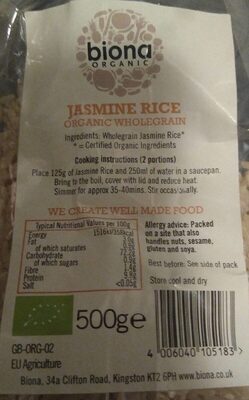 biona
ORGANIC
JASMINE RICE
ORGANIC WHOLEGRAIN
Ingredients: Wholegrain Jasmine Rice*
* = Certified Organic Ingredients
Cooking instructions (2 portions)
Place 125g of Jasmine Rice and 250ml of water in a saucepan.
Bring to the boil, cover with lid and reduce heat.
Simmer for approx 35-40mins. Stir occasionally.
WE CREATE WELL MADE FOOD
Typical Nutritional Values per 100g
Energy
Fat
of which saturates
Carbohydrate
of which sugars
Fibre
Protein
Salt <0.05g
Allergy advice: Packed
on a site that also
handles nuts, sesame,
gluten and soya.
Best before: See side of pack
Store cool and dry
500g e
GB-ORG-02
EU Agriculture
4 006040 105183 >
Biona, 34a Clifton Road, Kingston KT2 6PH www.biona.co.uk